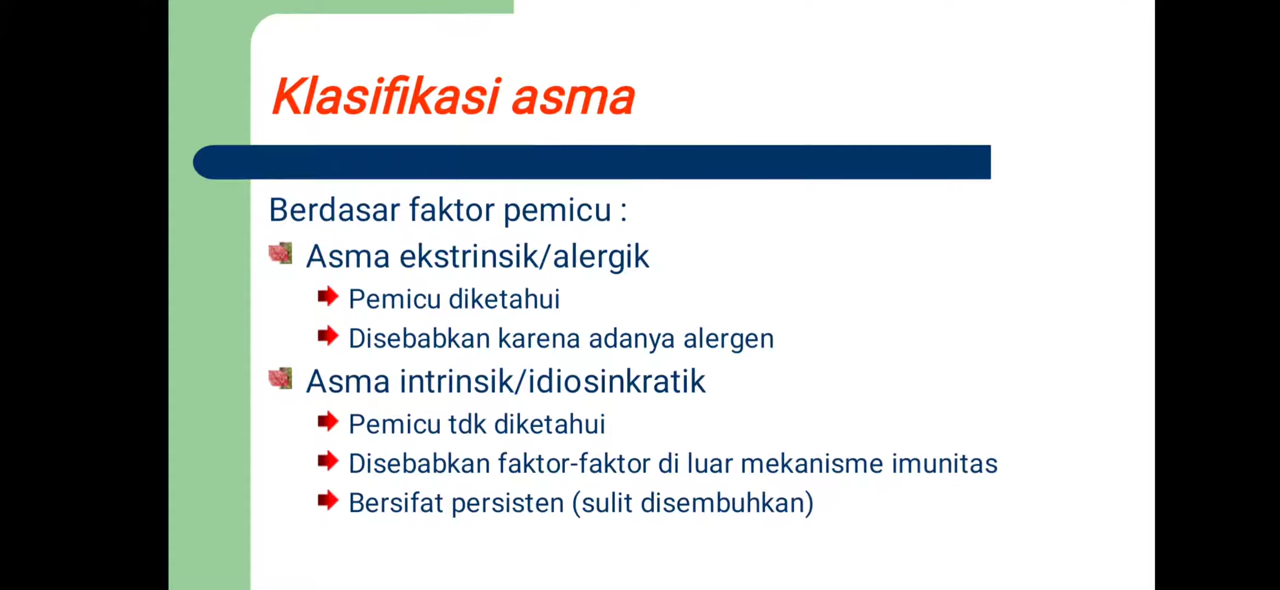 Klasifikasi asma
Berdasar faktor pemicu :
Asma ekstrinsik/alergik
Pemicu diketahui
Disebabkan karena adanya alergen
Asma intrinsik/idiosinkratik
Pemicu tdk diketahui
Disebabkan faktor-faktor di luar mekanisme imunitas
Bersifat persisten (sulit disembuhkan)